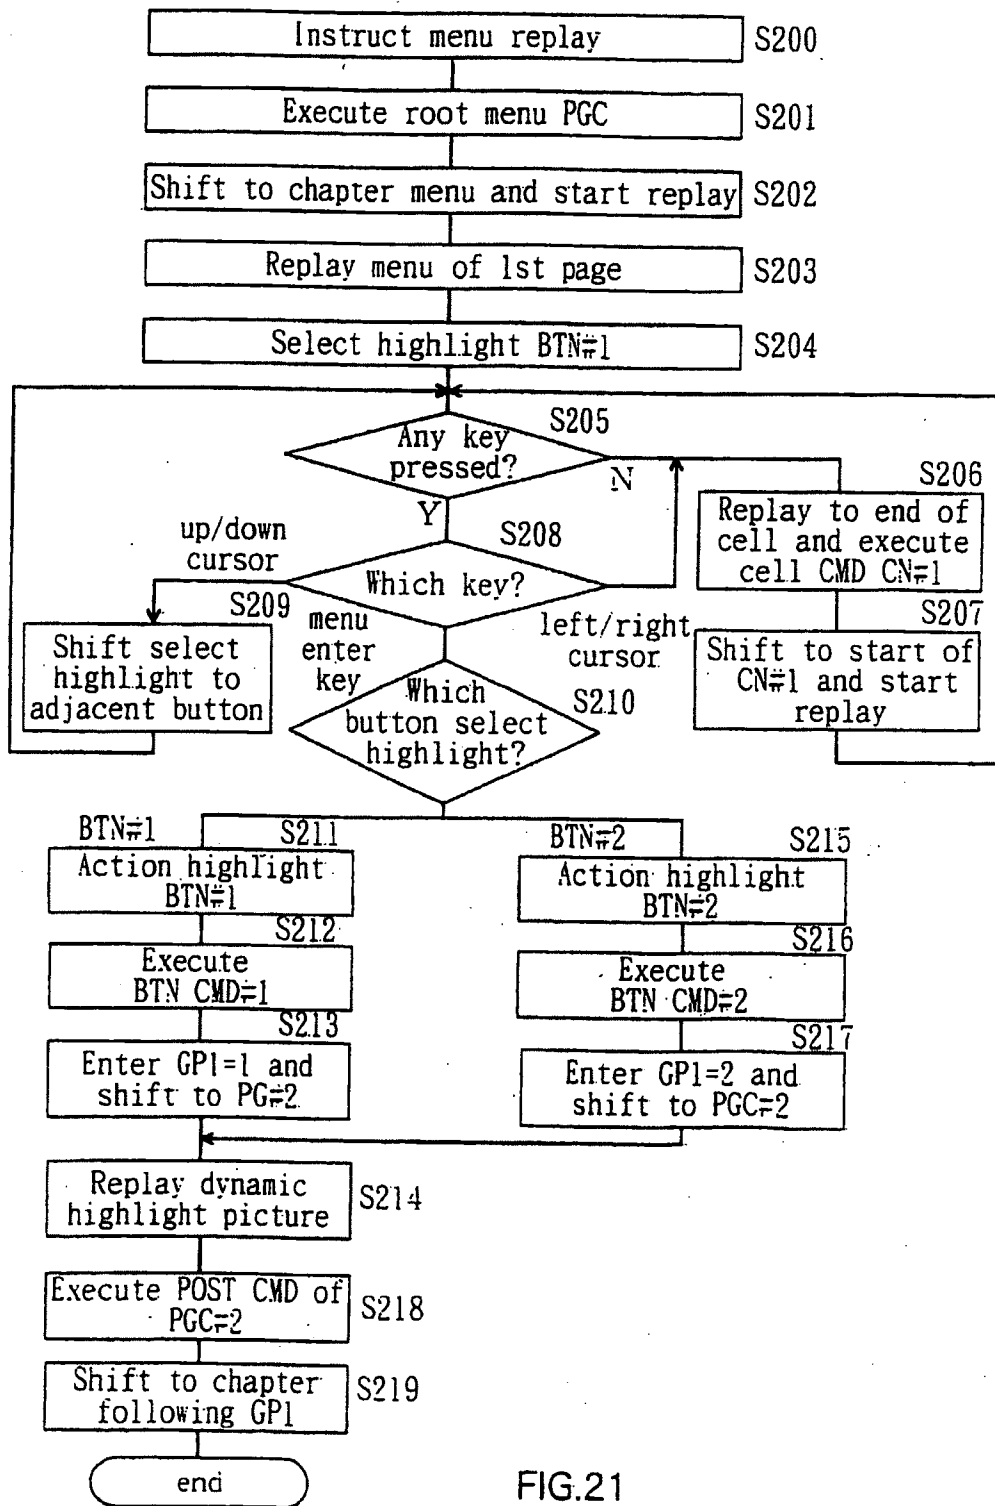 Instruct menu replay S200
Execute root menu PGC S201
Shift to chapter menu and start replay S202
Replay menu of 1st page S203
Select highlight BTN#1 S204
S205
Any key
pressed?
N
Y
S206
Replay to end of
cell and execute
cell CMD CN#1
S207
Shift to start of
CN#1 and start
replay
S208
Which key?
up/down
cursor
S209
Shift select
highlight to
adjacent button
menu
enter
key
left/right
cursor
S210
Which
button select
highlight?
BTN#1 S211
Action highlight
BTN#1
S212
Execute
BTN CMD#1
S213
Enter GP1=1 and
shift to PG#2
BTN#2 S215
Action highlight
BTN#2
S216
Execute
BTN CMD#2
S217
Enter GP1=2 and
shift to PGC#2
Replay dynamic
highlight picture S214
Execute POST CMD of
PGC#2 S218
Shift to chapter
following GP1 S219
end
FIG.21